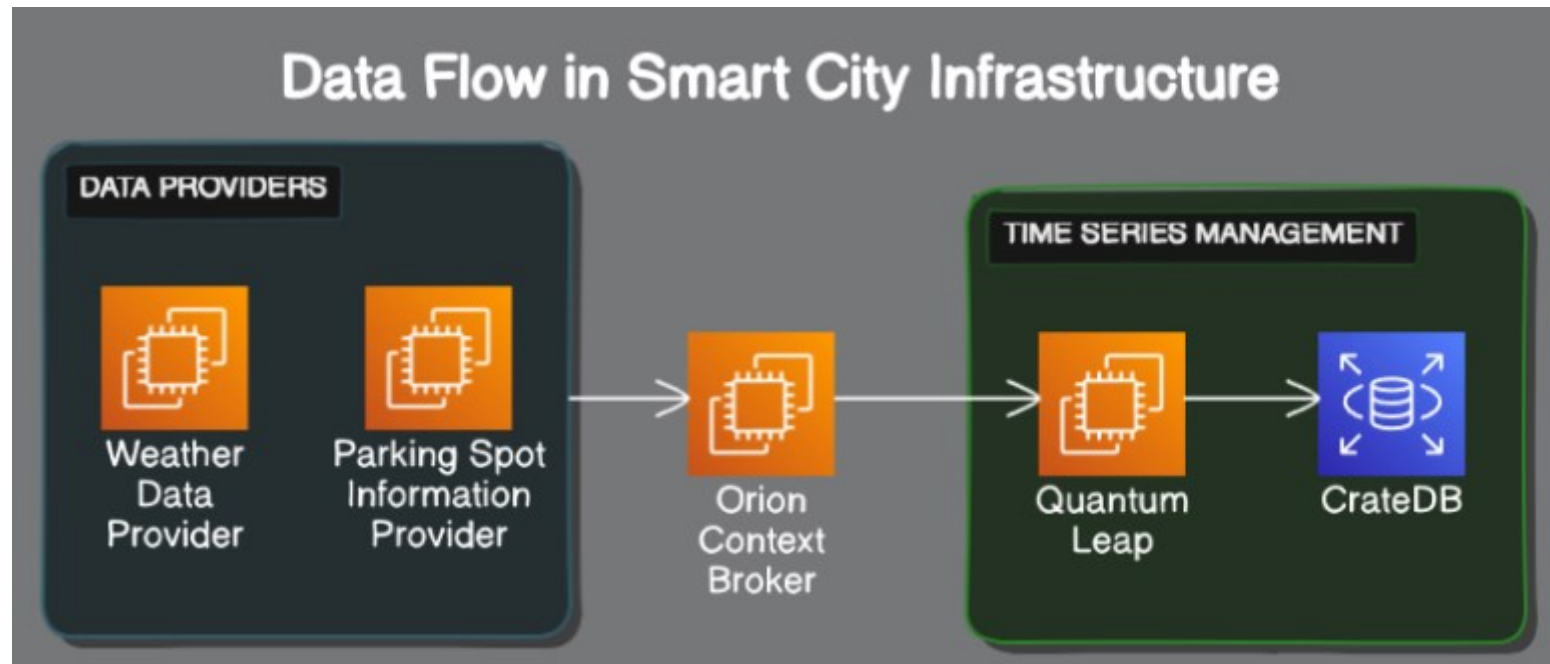 Data Flow in Smart City Infrastructure
DATA PROVIDERS
Weather
Data
Provider
Parking Spot
Information
Provider
Orion
Context
Broker
TIME SERIES MANAGEMENT
Quantum
Leap
CrateDB